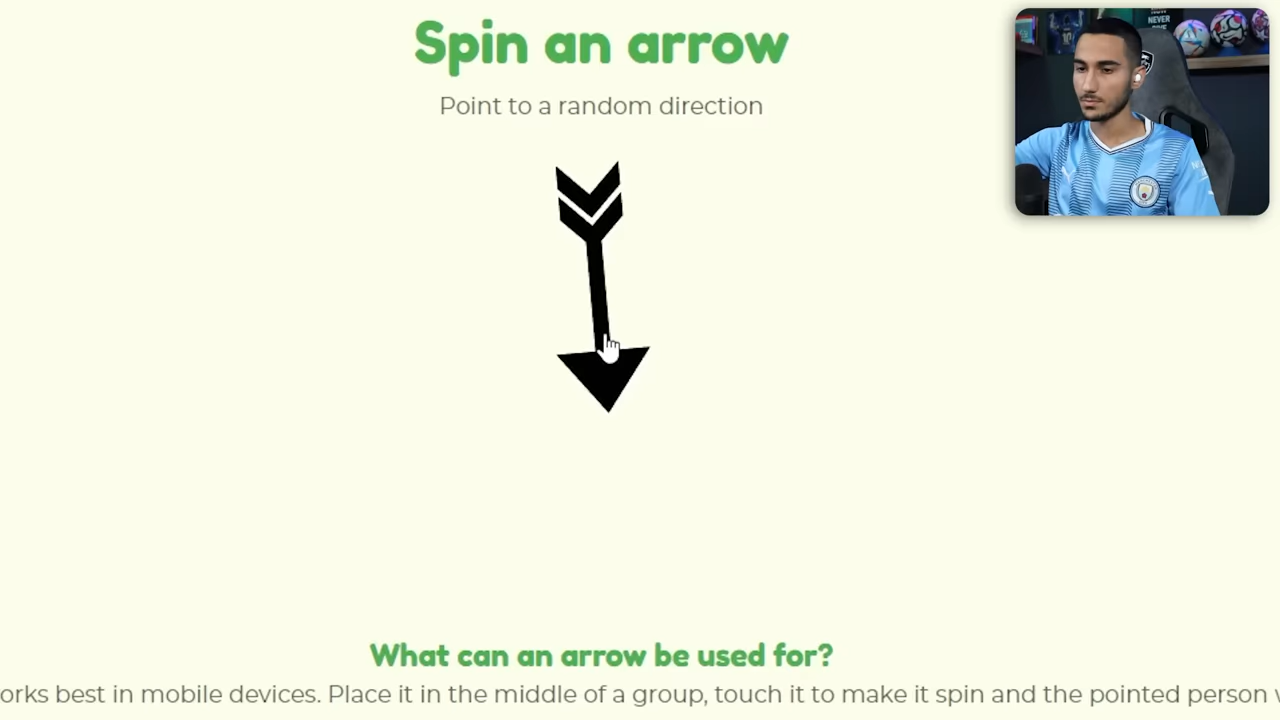 Spin an arrow
Point to a random direction
NEVER
What can an arrow be used for?
orks best in mobile devices. Place it in the middle of a group, touch it to make it spin and the pointed person